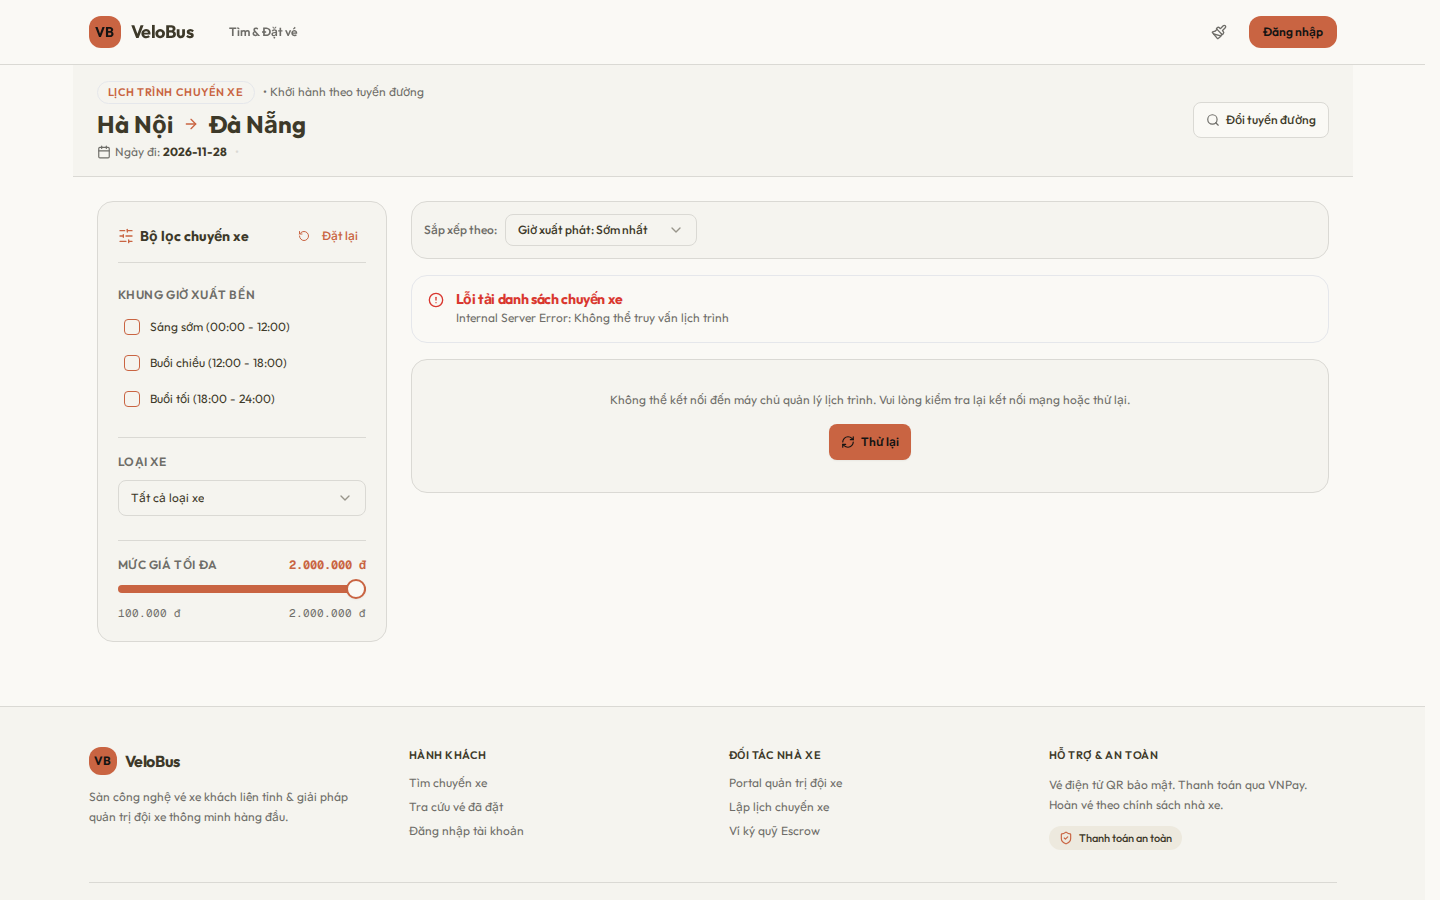 VB VeloBus Tìm & Đặt vé Đăng nhập
LỊCH TRÌNH CHUYẾN XE • Khởi hành theo tuyến đường
Hà Nội → Đà Nẵng
Ngày đi: 2026-11-28 •
Đổi tuyến đường
Bộ lọc chuyến xe Đặt lại
KHUNG GIỜ XUẤT BẾN
Sáng sớm (00:00 - 12:00)
Buổi chiều (12:00 - 18:00)
Buổi tối (18:00 - 24:00)
LOẠI XE
Tất cả loại xe
MỨC GIÁ TỐI ĐA 2.000.000 đ
100.000 đ 2.000.000 đ
Sắp xếp theo: Giờ xuất phát: Sớm nhất
Lỗi tải danh sách chuyến xe
Internal Server Error: Không thể truy vấn lịch trình
Không thể kết nối đến máy chủ quản lý lịch trình. Vui lòng kiểm tra lại kết nối mạng hoặc thử lại.
Thử lại
VB VeloBus
Sàn công nghệ vé xe khách liên tỉnh & giải pháp
quản trị đội xe thông minh hàng đầu.
HÀNH KHÁCH
Tìm chuyến xe
Tra cứu vé đã đặt
Đăng nhập tài khoản
ĐỐI TÁC NHÀ XE
Portal quản trị đội xe
Lập lịch chuyến xe
Ví ký quỹ Escrow
HỖ TRỢ & AN TOÀN
Vé điện tử QR bảo mật. Thanh toán qua VNPay.
Hoàn vé theo chính sách nhà xe.
Thanh toán an toàn